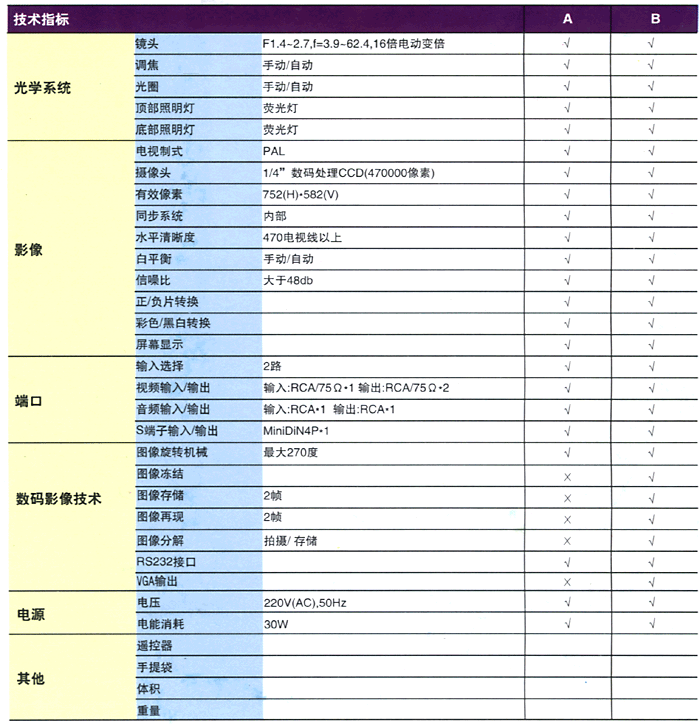 技术指标 A B
光学系统 镜头 F1.4~2.7,f=3.9~62.4,16倍电动变倍 √ √
调焦 手动/自动 √ √
光圈 手动/自动 √ √
顶部照明灯 荧光灯 √ √
底部照明灯 荧光灯 √ √
影像 电视制式 PAL √ √
摄像头 1/4”数码处理CCD(470000像素) √ √
有效像素 752(H)•582(V) √ √
同步系统 内部 √ √
水平清晰度 470电视线以上 √ √
白平衡 手动/自动 √ √
信噪比 大于48db √ √
正/负片转换 √ √
彩色/黑白转换 √ √
屏幕显示 √ √
端口 输入选择 2路 √ √
视频输入/输出 输入:RCA/75Ω•1 输出:RCA/75Ω•2 √ √
音频输入/输出 输入:RCA•1 输出:RCA•1 √ √
S端子输入/输出 MiniDiN4P•1 √ √
数码影像技术 图像旋转机械 最大270度 √ √
图像冻结 × √
图像存储 2帧 × √
图像再现 2帧 × √
图像分解 拍摄/存储 × √
RS232接口 √ √
VGA输出 × √
电源 电压 220V(AC),50Hz √ √
电能消耗 30W √ √
其他 遥控器
手提袋
体积
重量